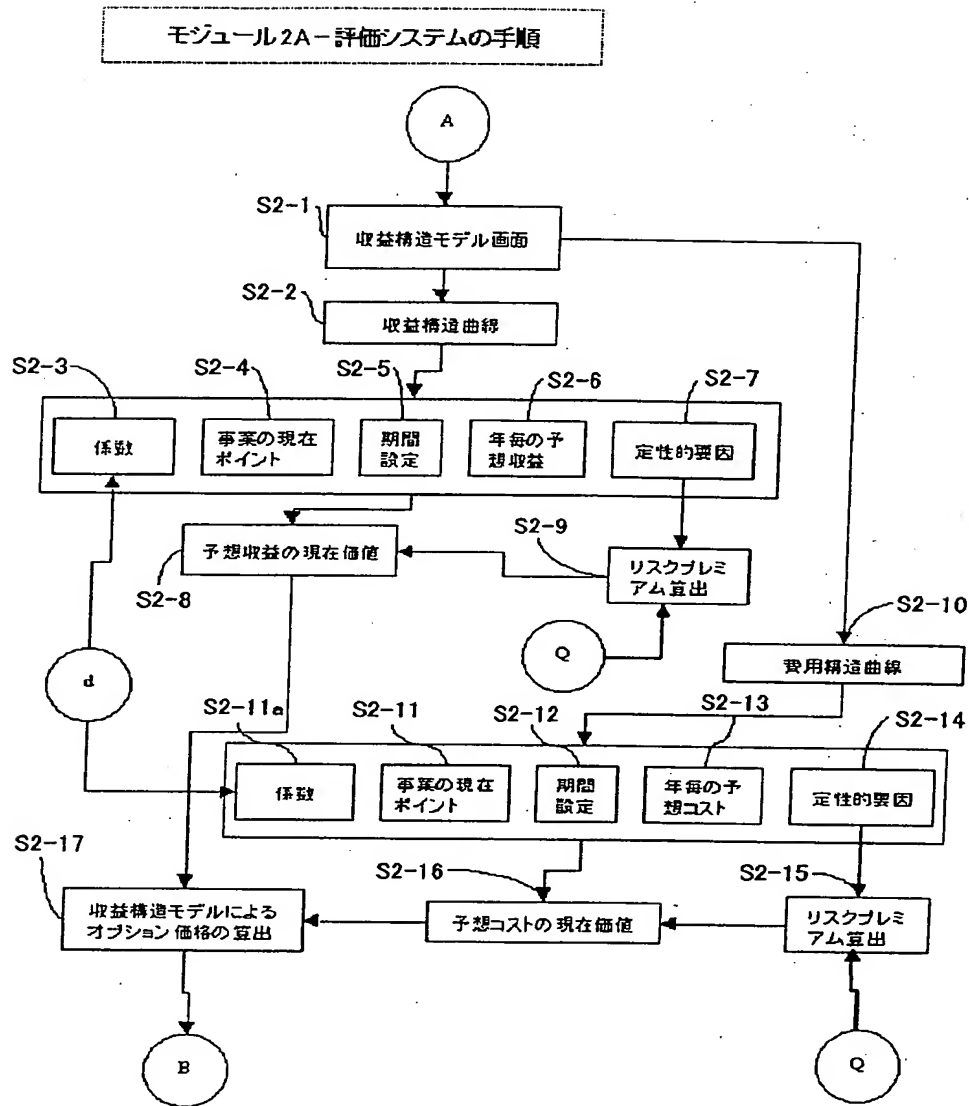 モジュール2A－評価システムの手順
A
S2-1
収益構造モデル画面
S2-2
収益構造曲線
S2-3
S2-4
S2-5
S2-6
S2-7
係数
事業の現在
ポイント
期間
設定
年毎の予
想収益
定性的要因
S2-8
予想収益の現在価値
S2-9
リスクプレミ
アム算出
S2-10
費用構造曲線
Q
d
S2-11a
S2-11
S2-12
S2-13
S2-14
係数
事業の現在
ポイント
期間
設定
年毎の予
想コスト
定性的要因
S2-17
収益構造モデルによる
オプション価格の算出
S2-16
予想コストの現在価値
S2-15
リスクプレミ
アム算出
B
Q